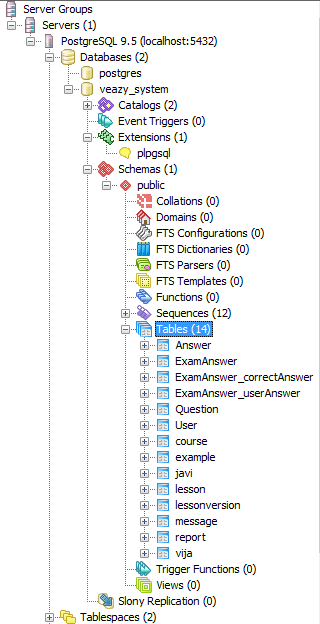 Server Groups
Servers (1)
PostgreSQL 9.5 (localhost:5432)
Databases (2)
postgres
veazy_system
Catalogs (2)
Event Triggers (0)
Extensions (1)
plpgsql
Schemas (1)
public
Collations (0)
Domains (0)
FTS Configurations (0)
FTS Dictionaries (0)
FTS Parsers (0)
FTS Templates (0)
Functions (0)
Sequences (12)
Tables (14)
Answer
ExamAnswer
ExamAnswer_correctAnswer
ExamAnswer_userAnswer
Question
User
course
example
javi
lesson
lessonversion
message
report
vija
Trigger Functions (0)
Views (0)
Slony Replication (0)
Tablespaces (2)